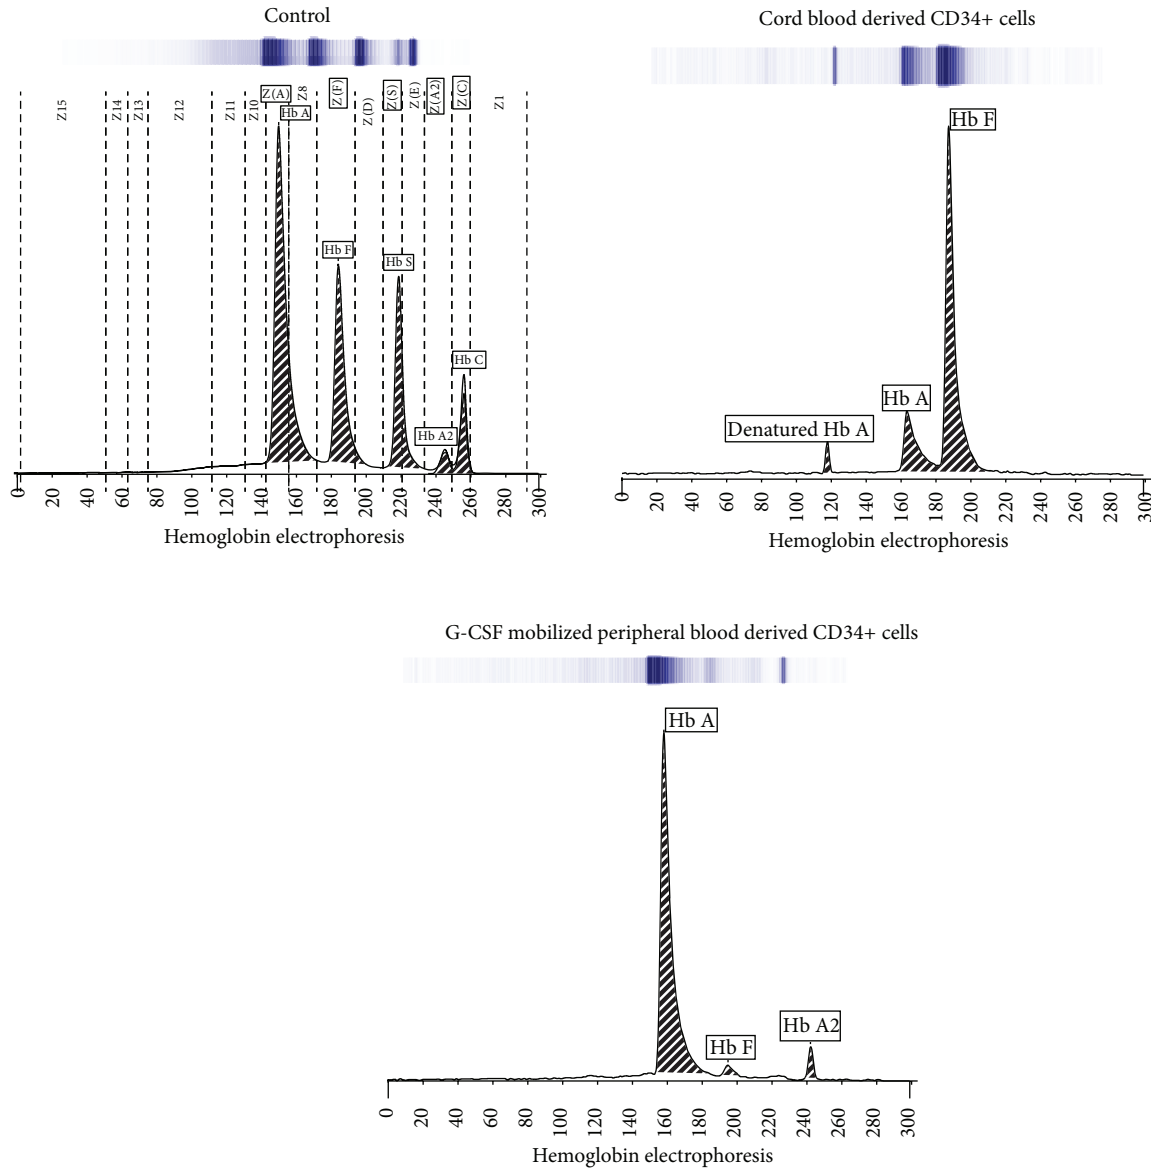 Control
Z15
Z14
Z13
Z12
Z11
Z10
Z(A)
Z8
Z(F)
Z(D)
Z(S)
Z(E)
Z(A2)
Z(C)
Z1
Hb A
Hb F
Hb S
Hb C
Hb A2
0 20 40 60 80 100 120 140 160 180 200 220 240 260 280 300
Hemoglobin electrophoresis
Cord blood derived CD34+ cells
Hb F
Hb A
Denatured Hb A
0 20 40 60 80 100 120 140 160 180 200 220 240 260 280 300
Hemoglobin electrophoresis
G-CSF mobilized peripheral blood derived CD34+ cells
Hb A
Hb A2
Hb F
0 20 40 60 80 100 120 140 160 180 200 220 240 260 280 300
Hemoglobin electrophoresis